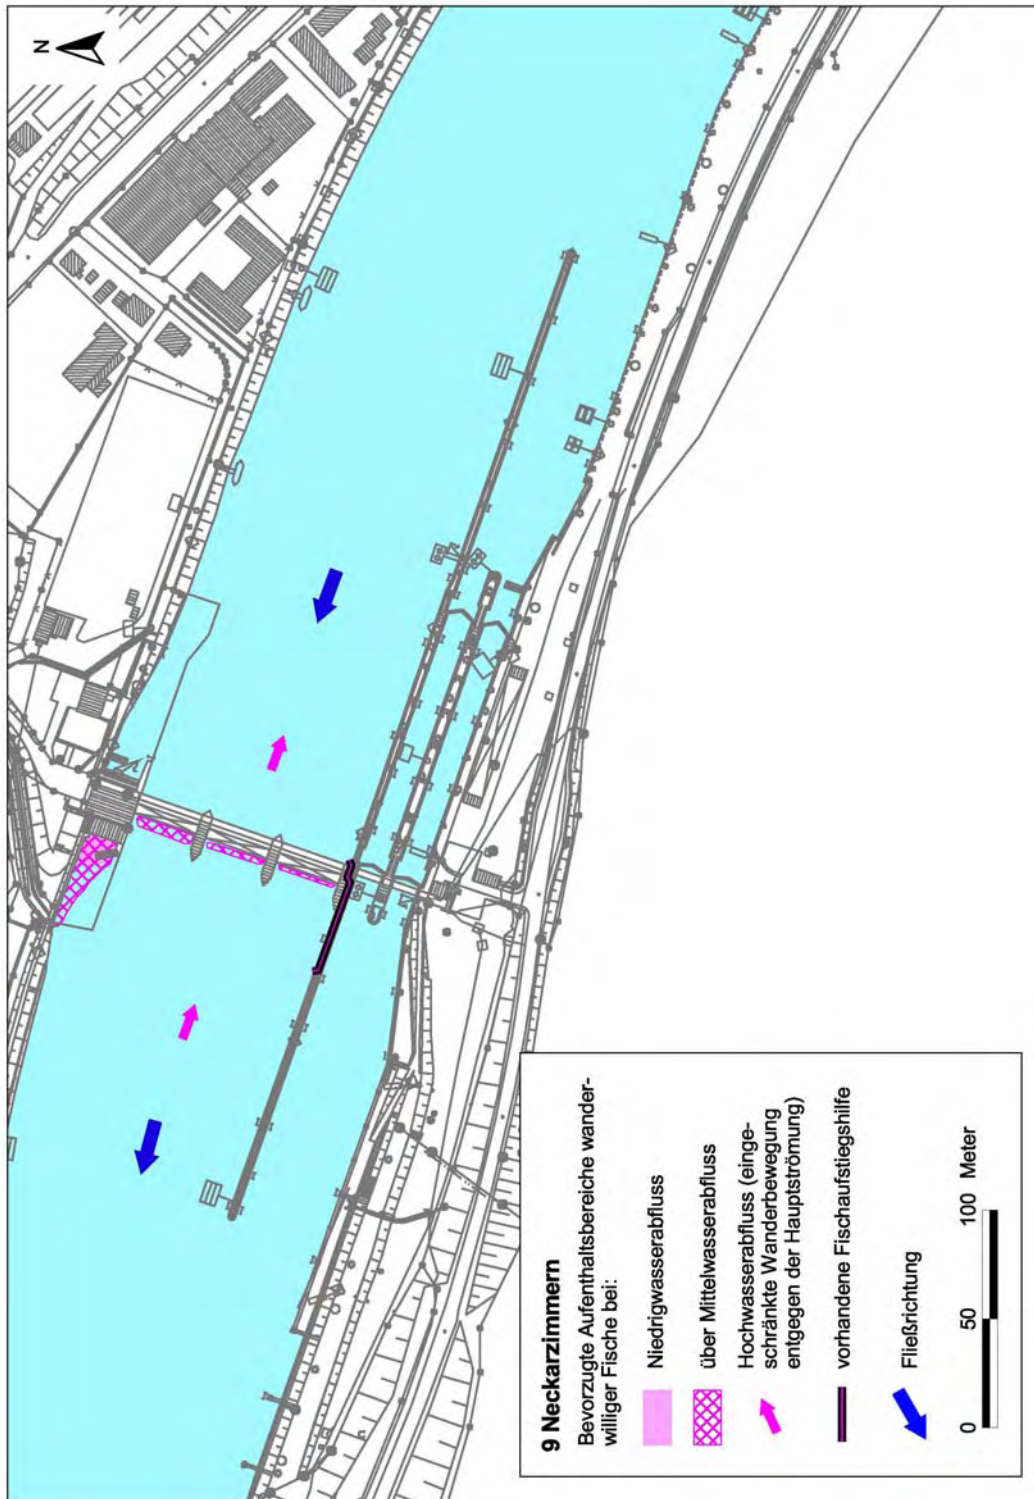 N
9 Neckarzimmern
Bevorzugte Aufenthaltsbereiche wander-
williger Fische bei:
Niedrigwasserabfluss
über Mittelwasserabfluss
Hochwasserabfluss (einge-
schränkte Wanderbewegung
entgegen der Hauptströmung)
vorhandene Fischaufstiegshilfe
Fließrichtung
0 50 100 Meter